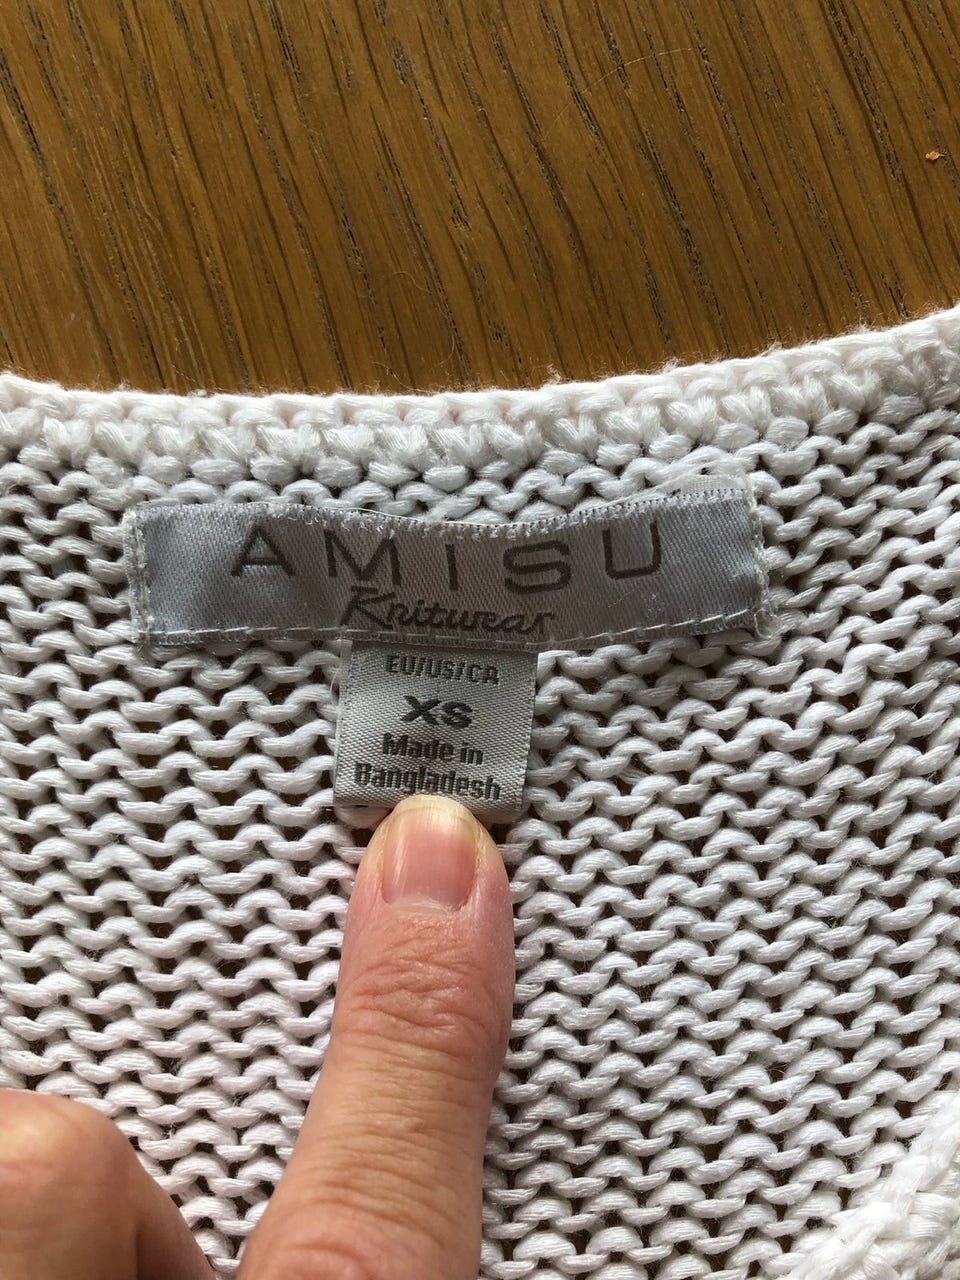 AMISU
Knitwear
EU/US/CA
XS
Made in
Bangladesh